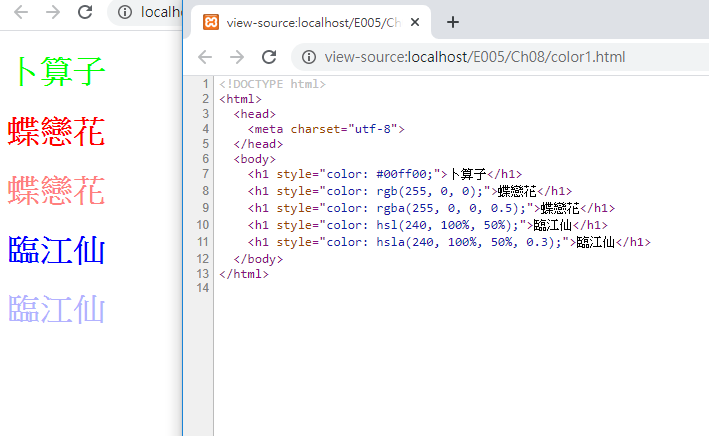 localho
卜算子
蝶戀花
蝶戀花
臨江仙
臨江仙
view-source:localhost/E005/Ch
view-source:localhost/E005/Ch08/color1.html
1 <!DOCTYPE html>
2 <html>
3 <head>
4 <meta charset="utf-8">
5 </head>
6 <body>
7 <h1 style="color: #00ff00;">卜算子</h1>
8 <h1 style="color: rgb(255, 0, 0);">蝶戀花</h1>
9 <h1 style="color: rgba(255, 0, 0, 0.5);">蝶戀花</h1>
10 <h1 style="color: hsl(240, 100%, 50%);">臨江仙</h1>
11 <h1 style="color: hsla(240, 100%, 50%, 0.3);">臨江仙</h1>
12 </body>
13 </html>
14